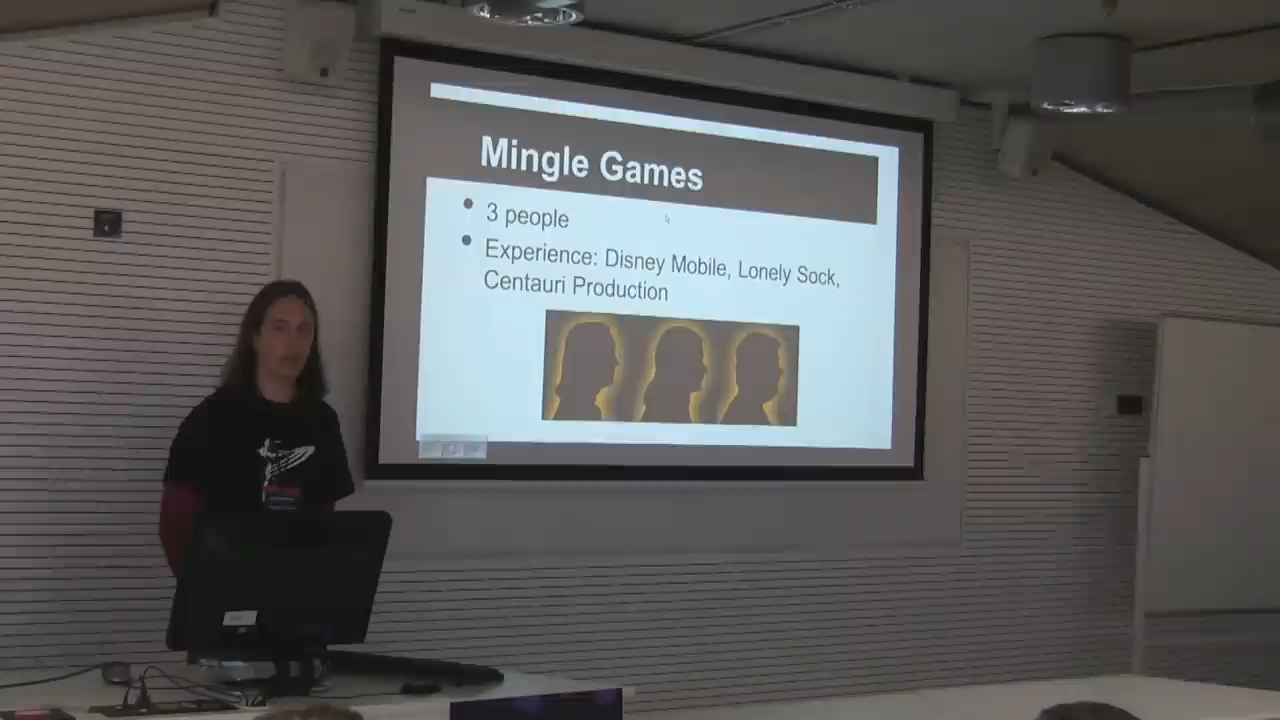 Mingle Games
3 people
Experience: Disney Mobile, Lonely Sock,
Centauri Production